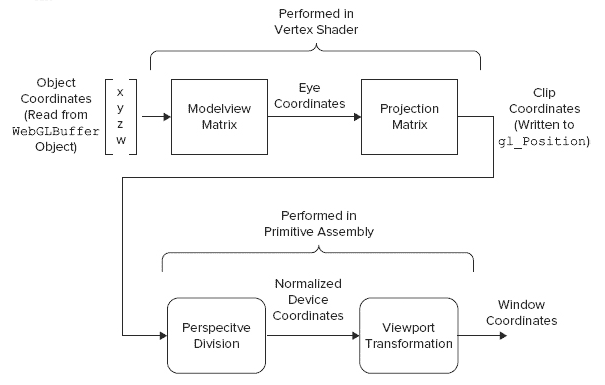 Performed in
Vertex Shader
Object
Coordinates
(Read from
WebGLBuffer
Object)
x
y
z
w
Modelview
Matrix
Eye
Coordinates
Projection
Matrix
Clip
Coordinates
(Written to
gl_Position)
Performed in
Primitive Assembly
Perspecitve
Division
Normalized
Device
Coordinates
Viewport
Transformation
Window
Coordinates